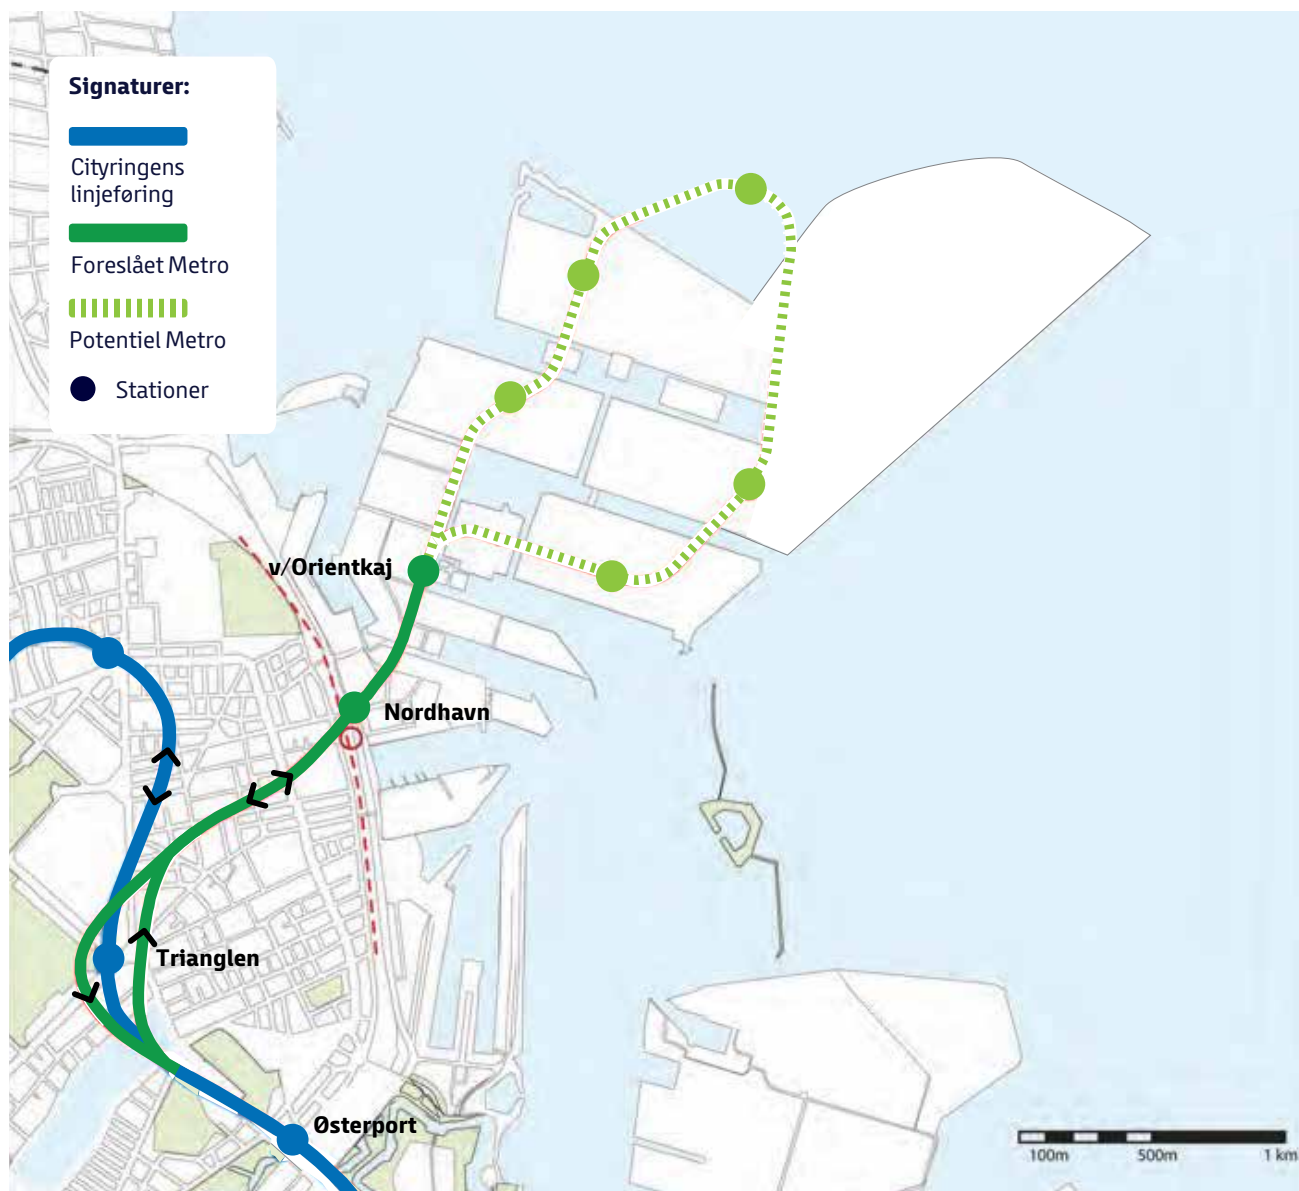 Signaturer:
Cityringens
linjeføring
Foreslået Metro
Potentiel Metro
Stationer
v/Orientkaj
Nordhavn
Trianglen
Østerport
100m 500m 1 km